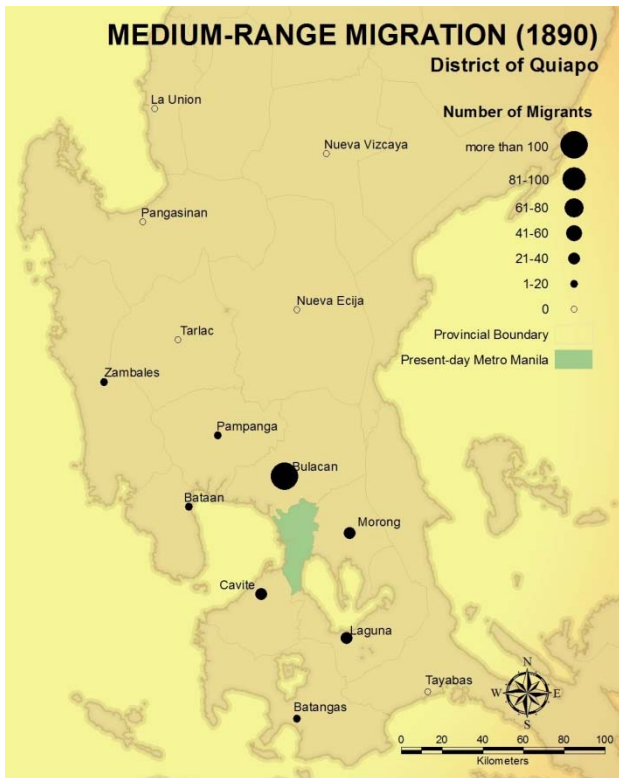 MEDIUM-RANGE MIGRATION (1890)
District of Quiapo
La Union
Number of Migrants
more than 100
Nueva Vizcaya
81-100
61-80
Pangasinan
41-60
21-40
1-20
Nueva Ecija
0
Tarlac
Provincial Boundary
Present-day Metro Manila
Zambales
Pampanga
Bulacan
Bataan
Morong
Cavite
Laguna
Tayabas
N
W E
S
Batangas
0 20 40 60 80 100
Kilometers